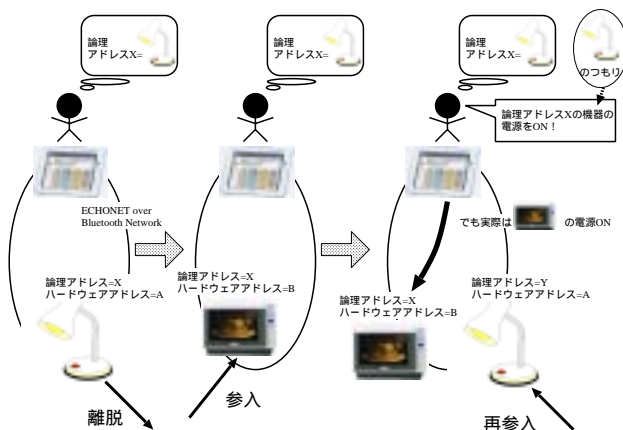 論理
アドレスX=
論理
アドレスX=
論理
アドレスX=
のつもり
論理アドレスXの機器の
電源をON！
ECHONET over
Bluetooth Network
でも実際は の電源ON
論理アドレス=X
ハードウェアアドレス=A
論理アドレス=X
ハードウェアアドレス=B
論理アドレス=X
ハードウェアアドレス=B
論理アドレス=Y
ハードウェアアドレス=A
離脱
参入
再参入